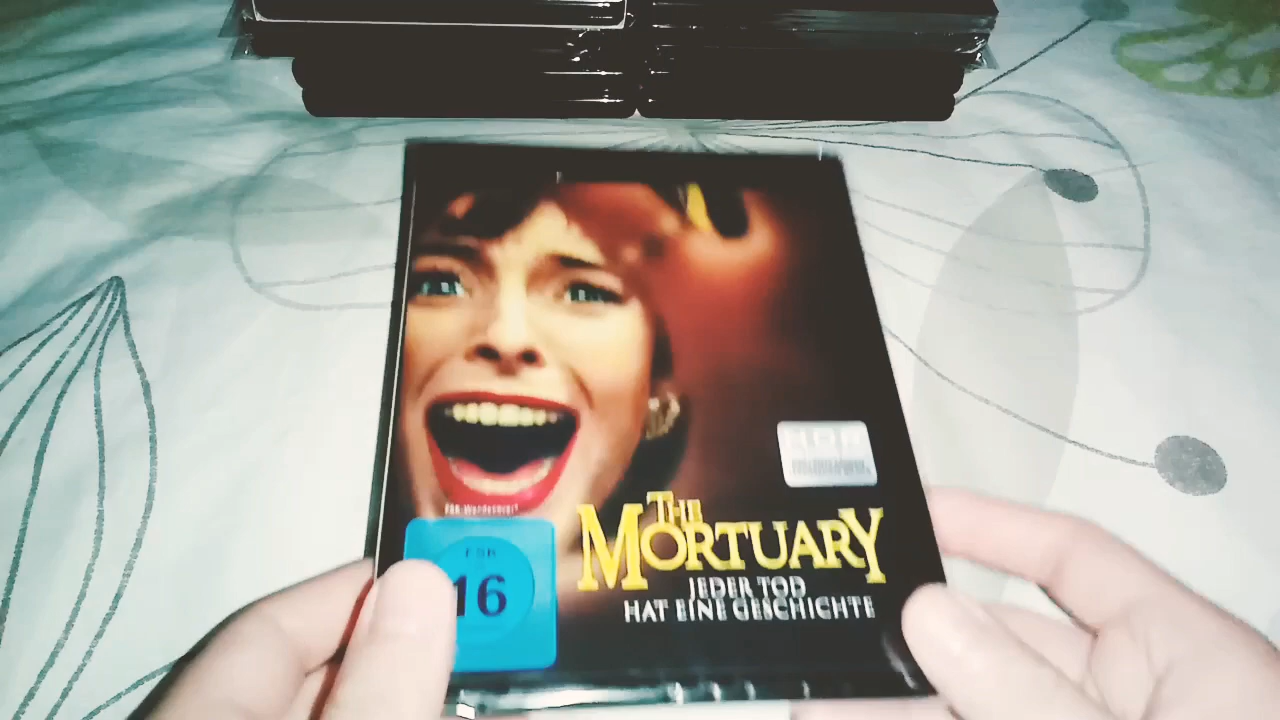 FSK
16
THE
MORTUARY
JEDER TOD
HAT EINE GESCHICHTE